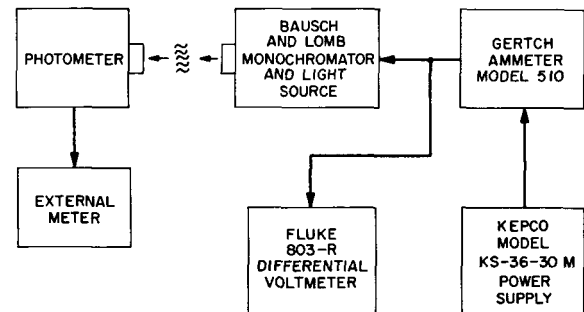 PHOTOMETER
BAUSCH
AND LOMB
MONOCHROMATOR
AND LIGHT
SOURCE
GERTCH
AMMETER
MODEL 510
EXTERNAL
METER
FLUKE
803-R
DIFFERENTIAL
VOLTMETER
KEPCO
MODEL
KS-36-30 M
POWER
SUPPLY